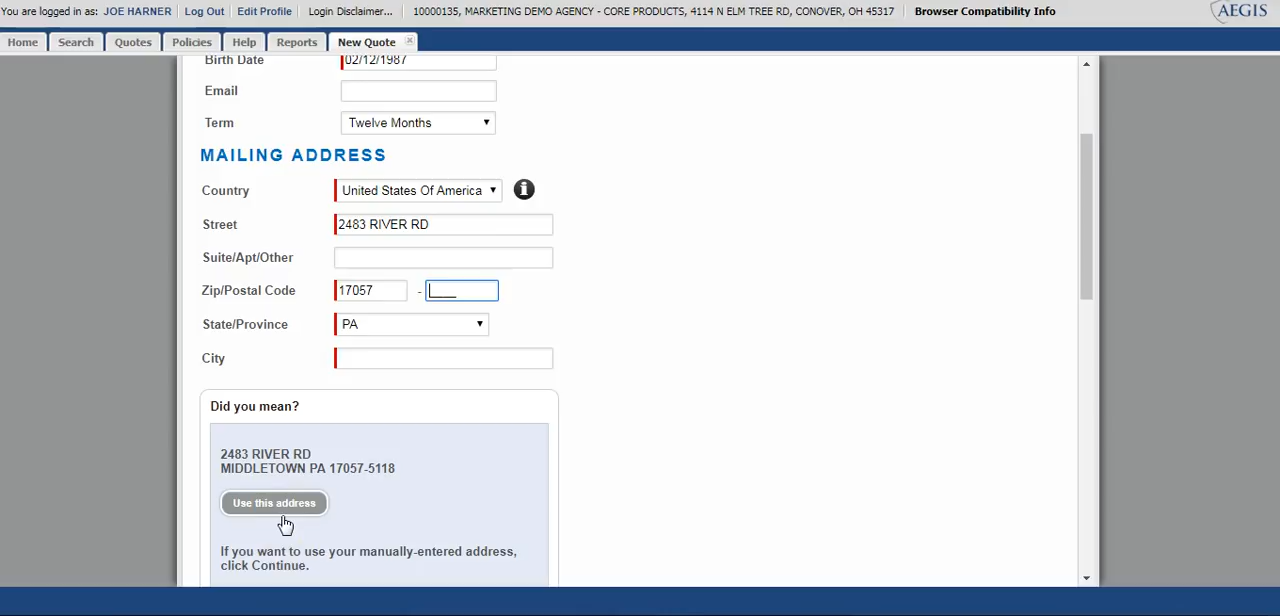 You are logged in as: JOE HARNER Log Out Edit Profile Login Disclaimer... 10000135, MARKETING DEMO AGENCY - CORE PRODUCTS, 4114 N ELM TREE RD, CONOVER, OH 45317 Browser Compatibility Info AEGIS
Home Search Quotes Policies Help Reports New Quote
Birth Date 02/12/1987
Email
Term Twelve Months
MAILING ADDRESS
Country United States Of America
Street 2483 RIVER RD
Suite/Apt/Other
Zip/Postal Code 17057 - ____
State/Province PA
City
Did you mean?
2483 RIVER RD
MIDDLETOWN PA 17057-5118
Use this address
If you want to use your manually-entered address,
click Continue.